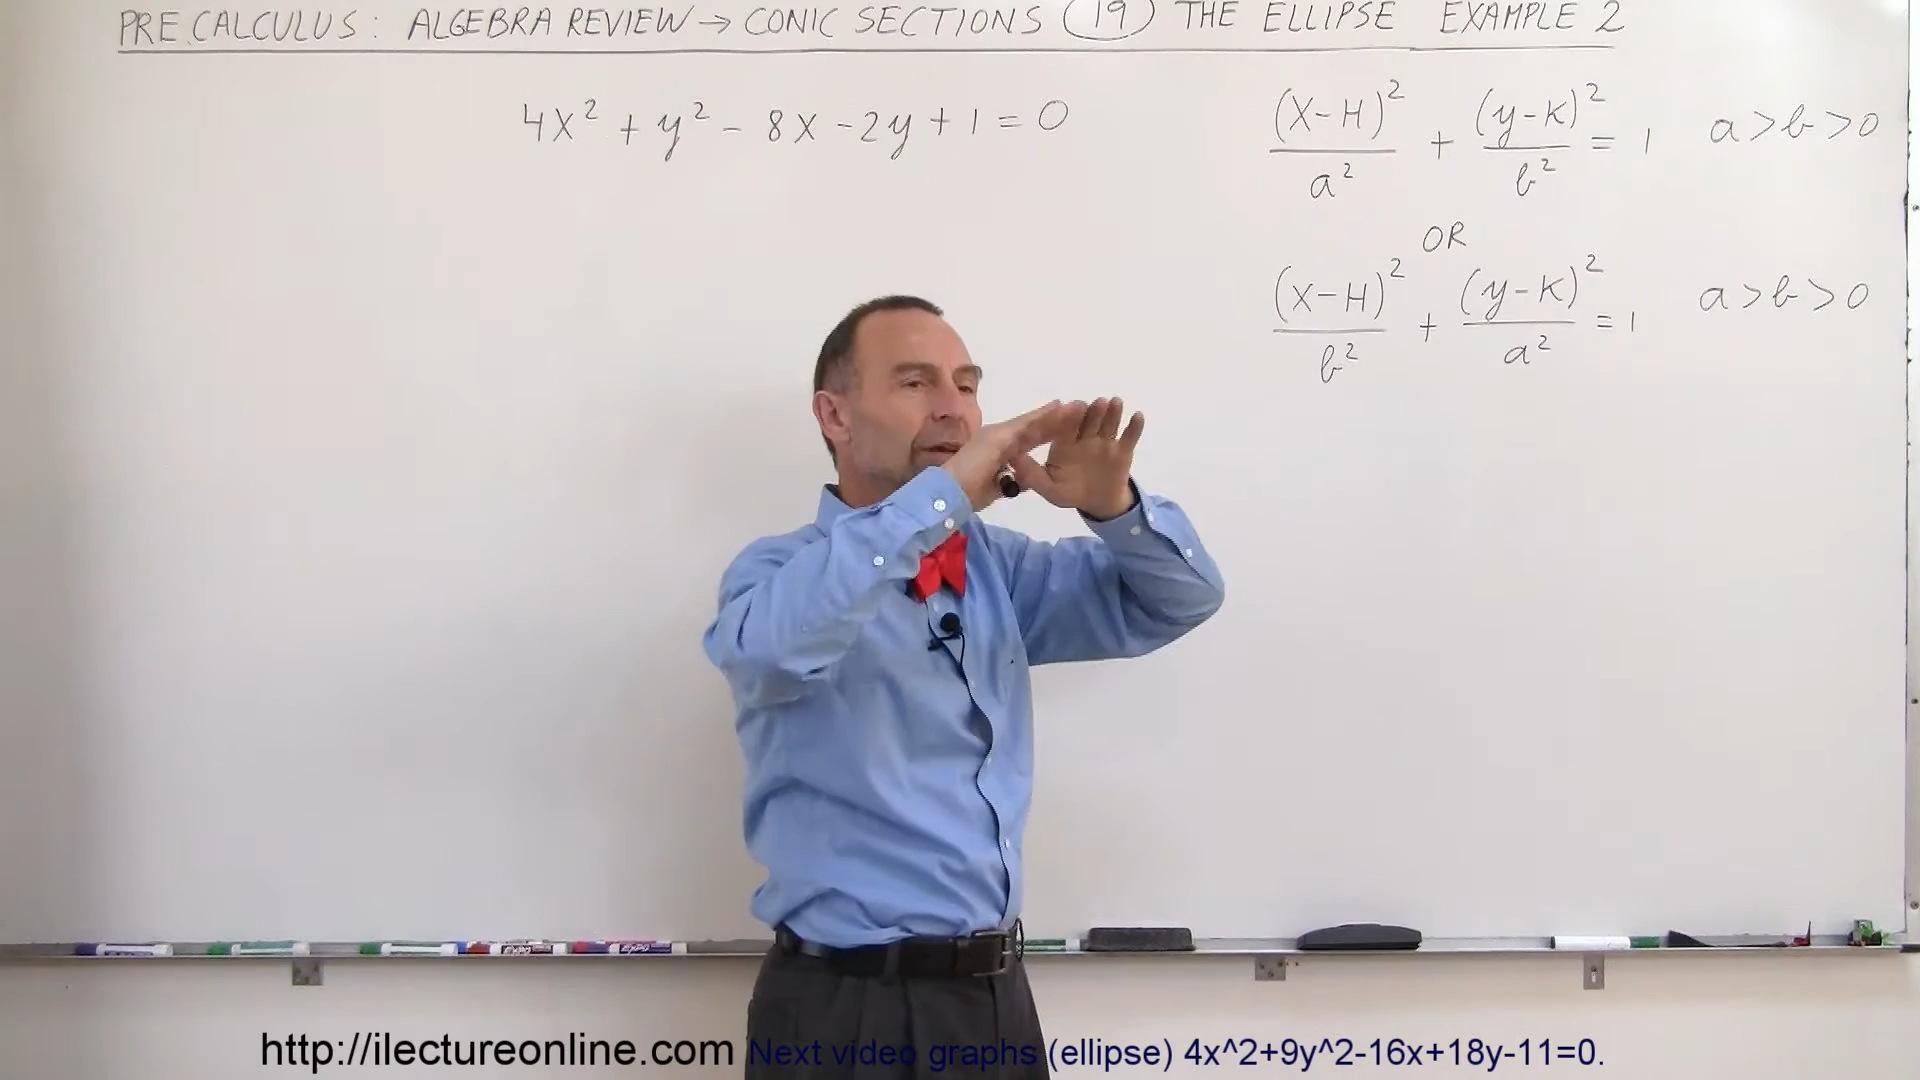 PRECALCULUS: ALGEBRA REVIEW → CONIC SECTIONS (19) THE ELLIPSE EXAMPLE 2
4x² + y² - 8x - 2y + 1 = 0
(x-H)²/a² + (y-K)²/b² = 1 a > b > 0
OR
(x-H)²/b² + (y-K)²/a² = 1 a > b > 0
EXPO
http://ilectureonline.com Next video graphs (ellipse) 4x^2+9y^2-16x+18y-11=0.